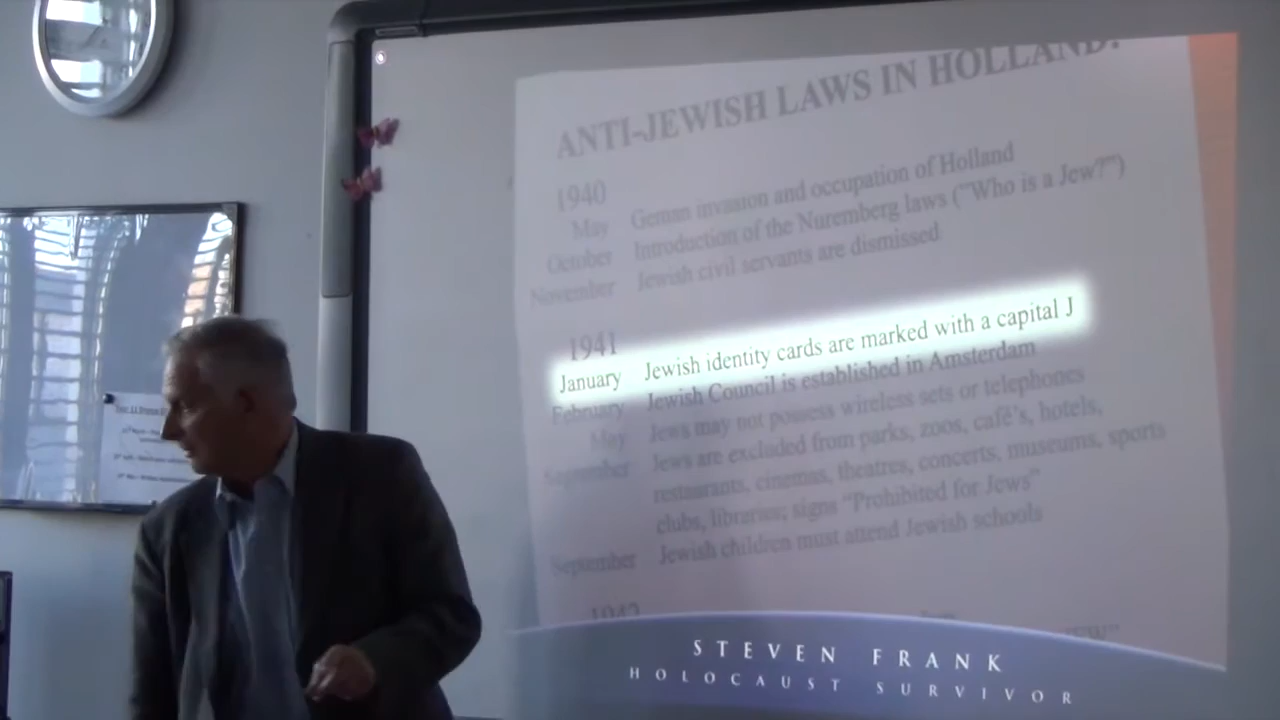 ANTI-JEWISH LAWS IN HOLLAND:
1940
May Geman invasion and occupation of Holland
October Introduction of the Nuremberg laws ("Who is a Jew?")
November Jewish civil servants are dismissed
1941
January Jewish identity cards are marked with a capital J
February Jewish Council is established in Amsterdam
May Jews may not possess wireless sets or telephones
September Jews are excluded from parks, zoos, café's, hotels,
restaurants, cinemas, theatres, concerts, museums, sports
clubs, libraries; signs "Prohibited for Jews"
September Jewish children must attend Jewish schools
1942
STEVEN FRANK
HOLOCAUST SURVIVOR